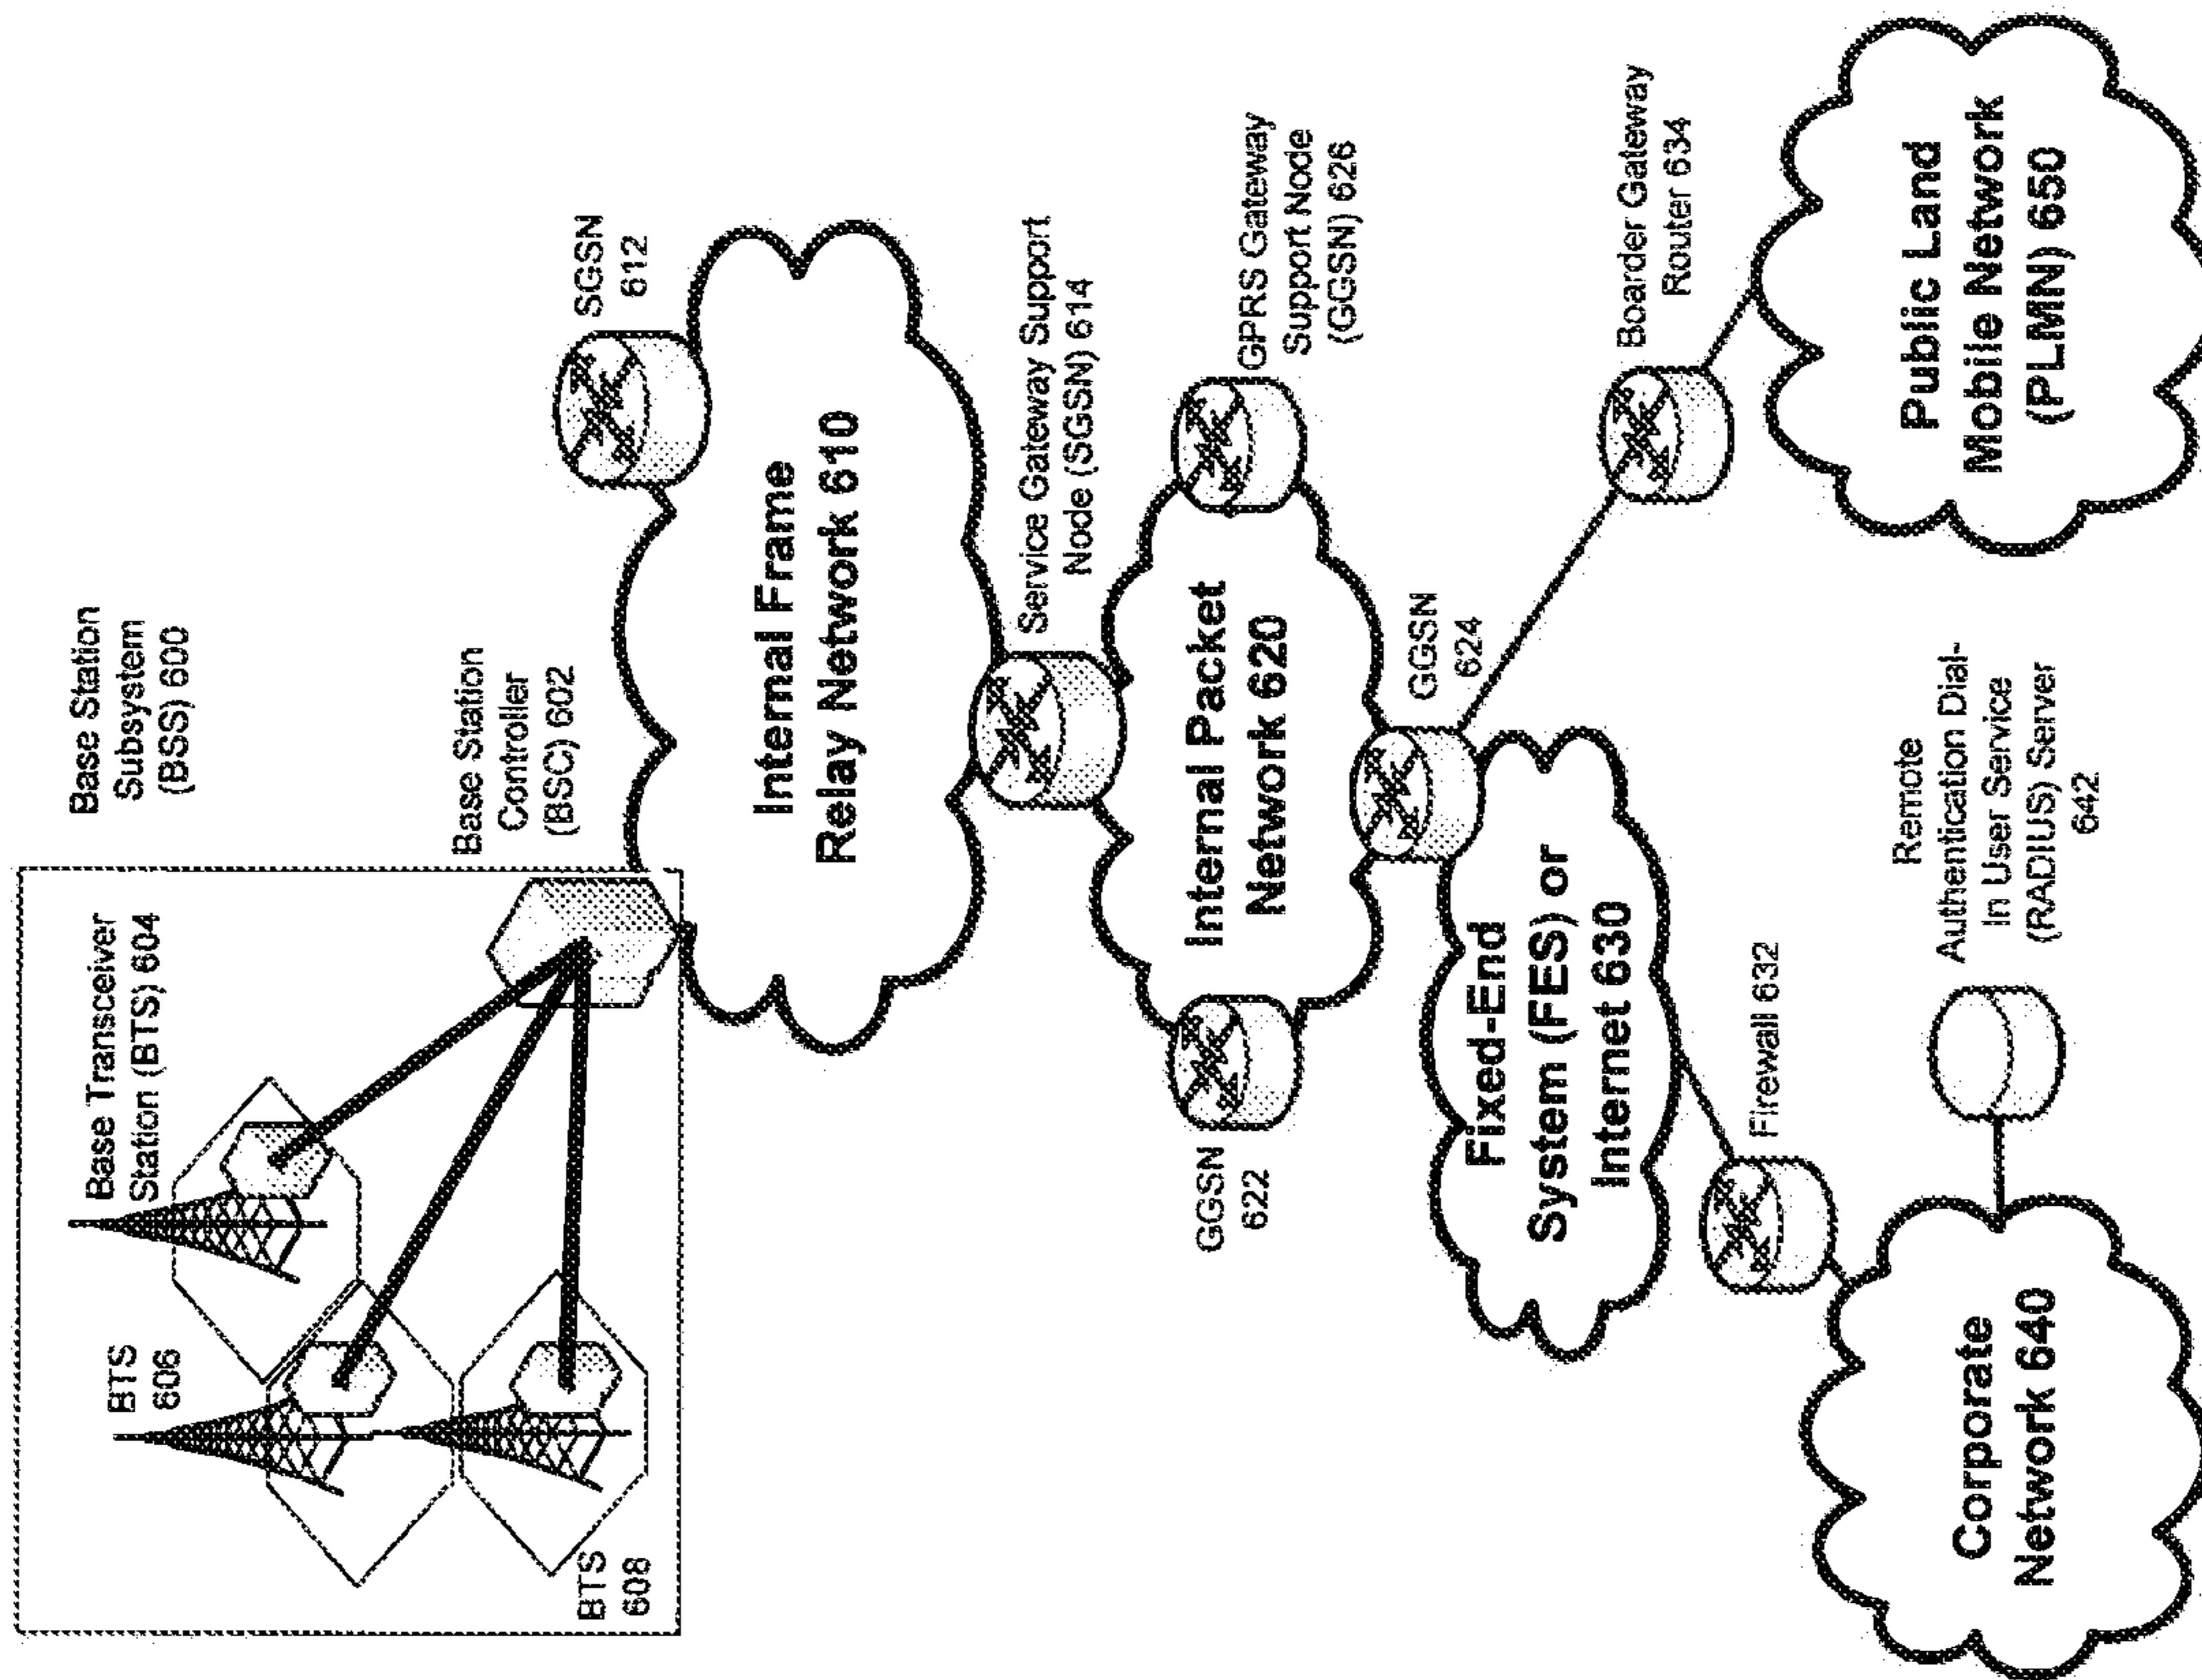 Base Station
Subsystem
(BSS) 600
Base Transceiver
Station (BTS) 604
BTS
606
BTS
608
Base Station
Controller
(BSC) 602
SGSN
612
Internal Frame
Relay Network 610
Service Gateway Support
Node (SGSN) 614
GPRS Gateway
Support Node
(GGSN) 626
Internal Packet
Network 620
GGSN
622
GGSN
624
Boarder Gateway
Router 634
Fixed-End
System (FES) or
Internet 630
Firewall 632
Remote
Authentication Dial-
In User Service
(RADIUS) Server
642
Public Land
Mobile Network
(PLMN) 650
Corporate
Network 640